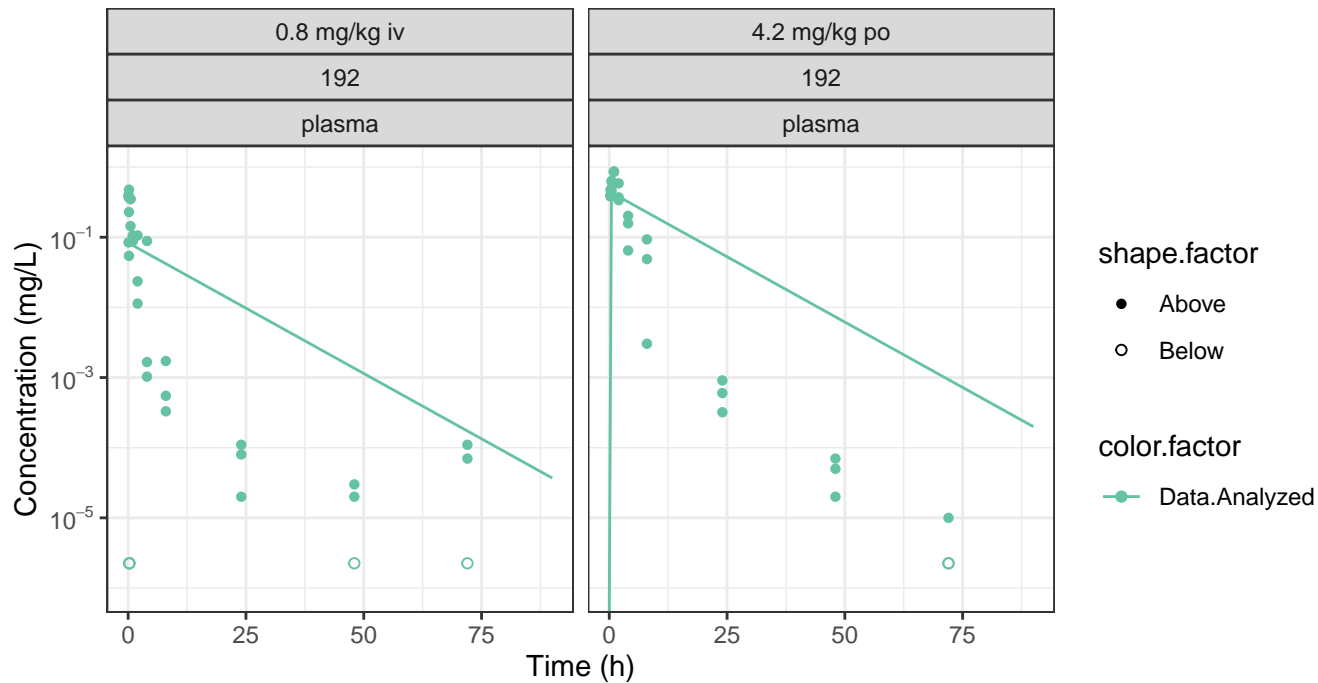 0.8 mg/kg iv
192
plasma
4.2 mg/kg po
192
plasma
Concentration (mg/L)
10⁻¹
10⁻³
10⁻⁵
0 25 50 75
0 25 50 75
Time (h)
shape.factor
Above
Below
color.factor
Data.Analyzed